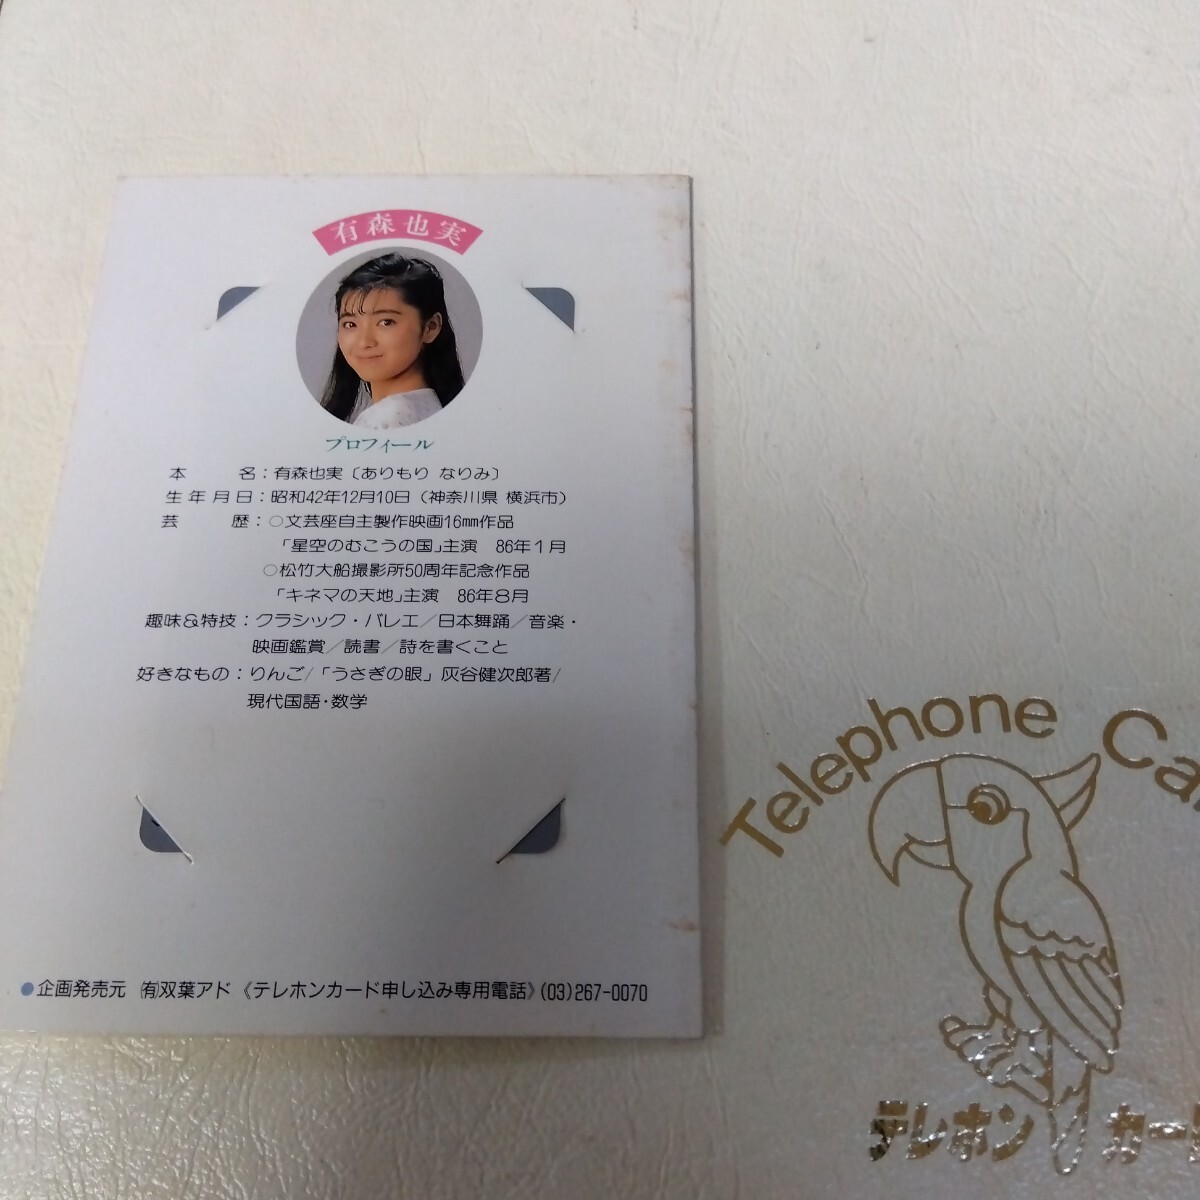 有森也実
プロフィール
本 名：有森也実〔ありもり なりみ〕
生年月日：昭和42年12月10日（神奈川県 横浜市）
芸 歴：○文芸座自主製作映画16mm作品
「星空のむこうの国」主演 86年1月
○松竹大船撮影所50周年記念作品
「キネマの天地」主演 86年8月
趣味&特技：クラシック・バレエ/日本舞踊/音楽・
映画鑑賞/読書/詩を書くこと
好きなもの：りんご/「うさぎの眼」灰谷健次郎著/
現代国語・数学
●企画発売元 ㈲双葉アド《テレホンカード申し込み専用電話》(03)267-0070
Telephone Ca
テレホン カード